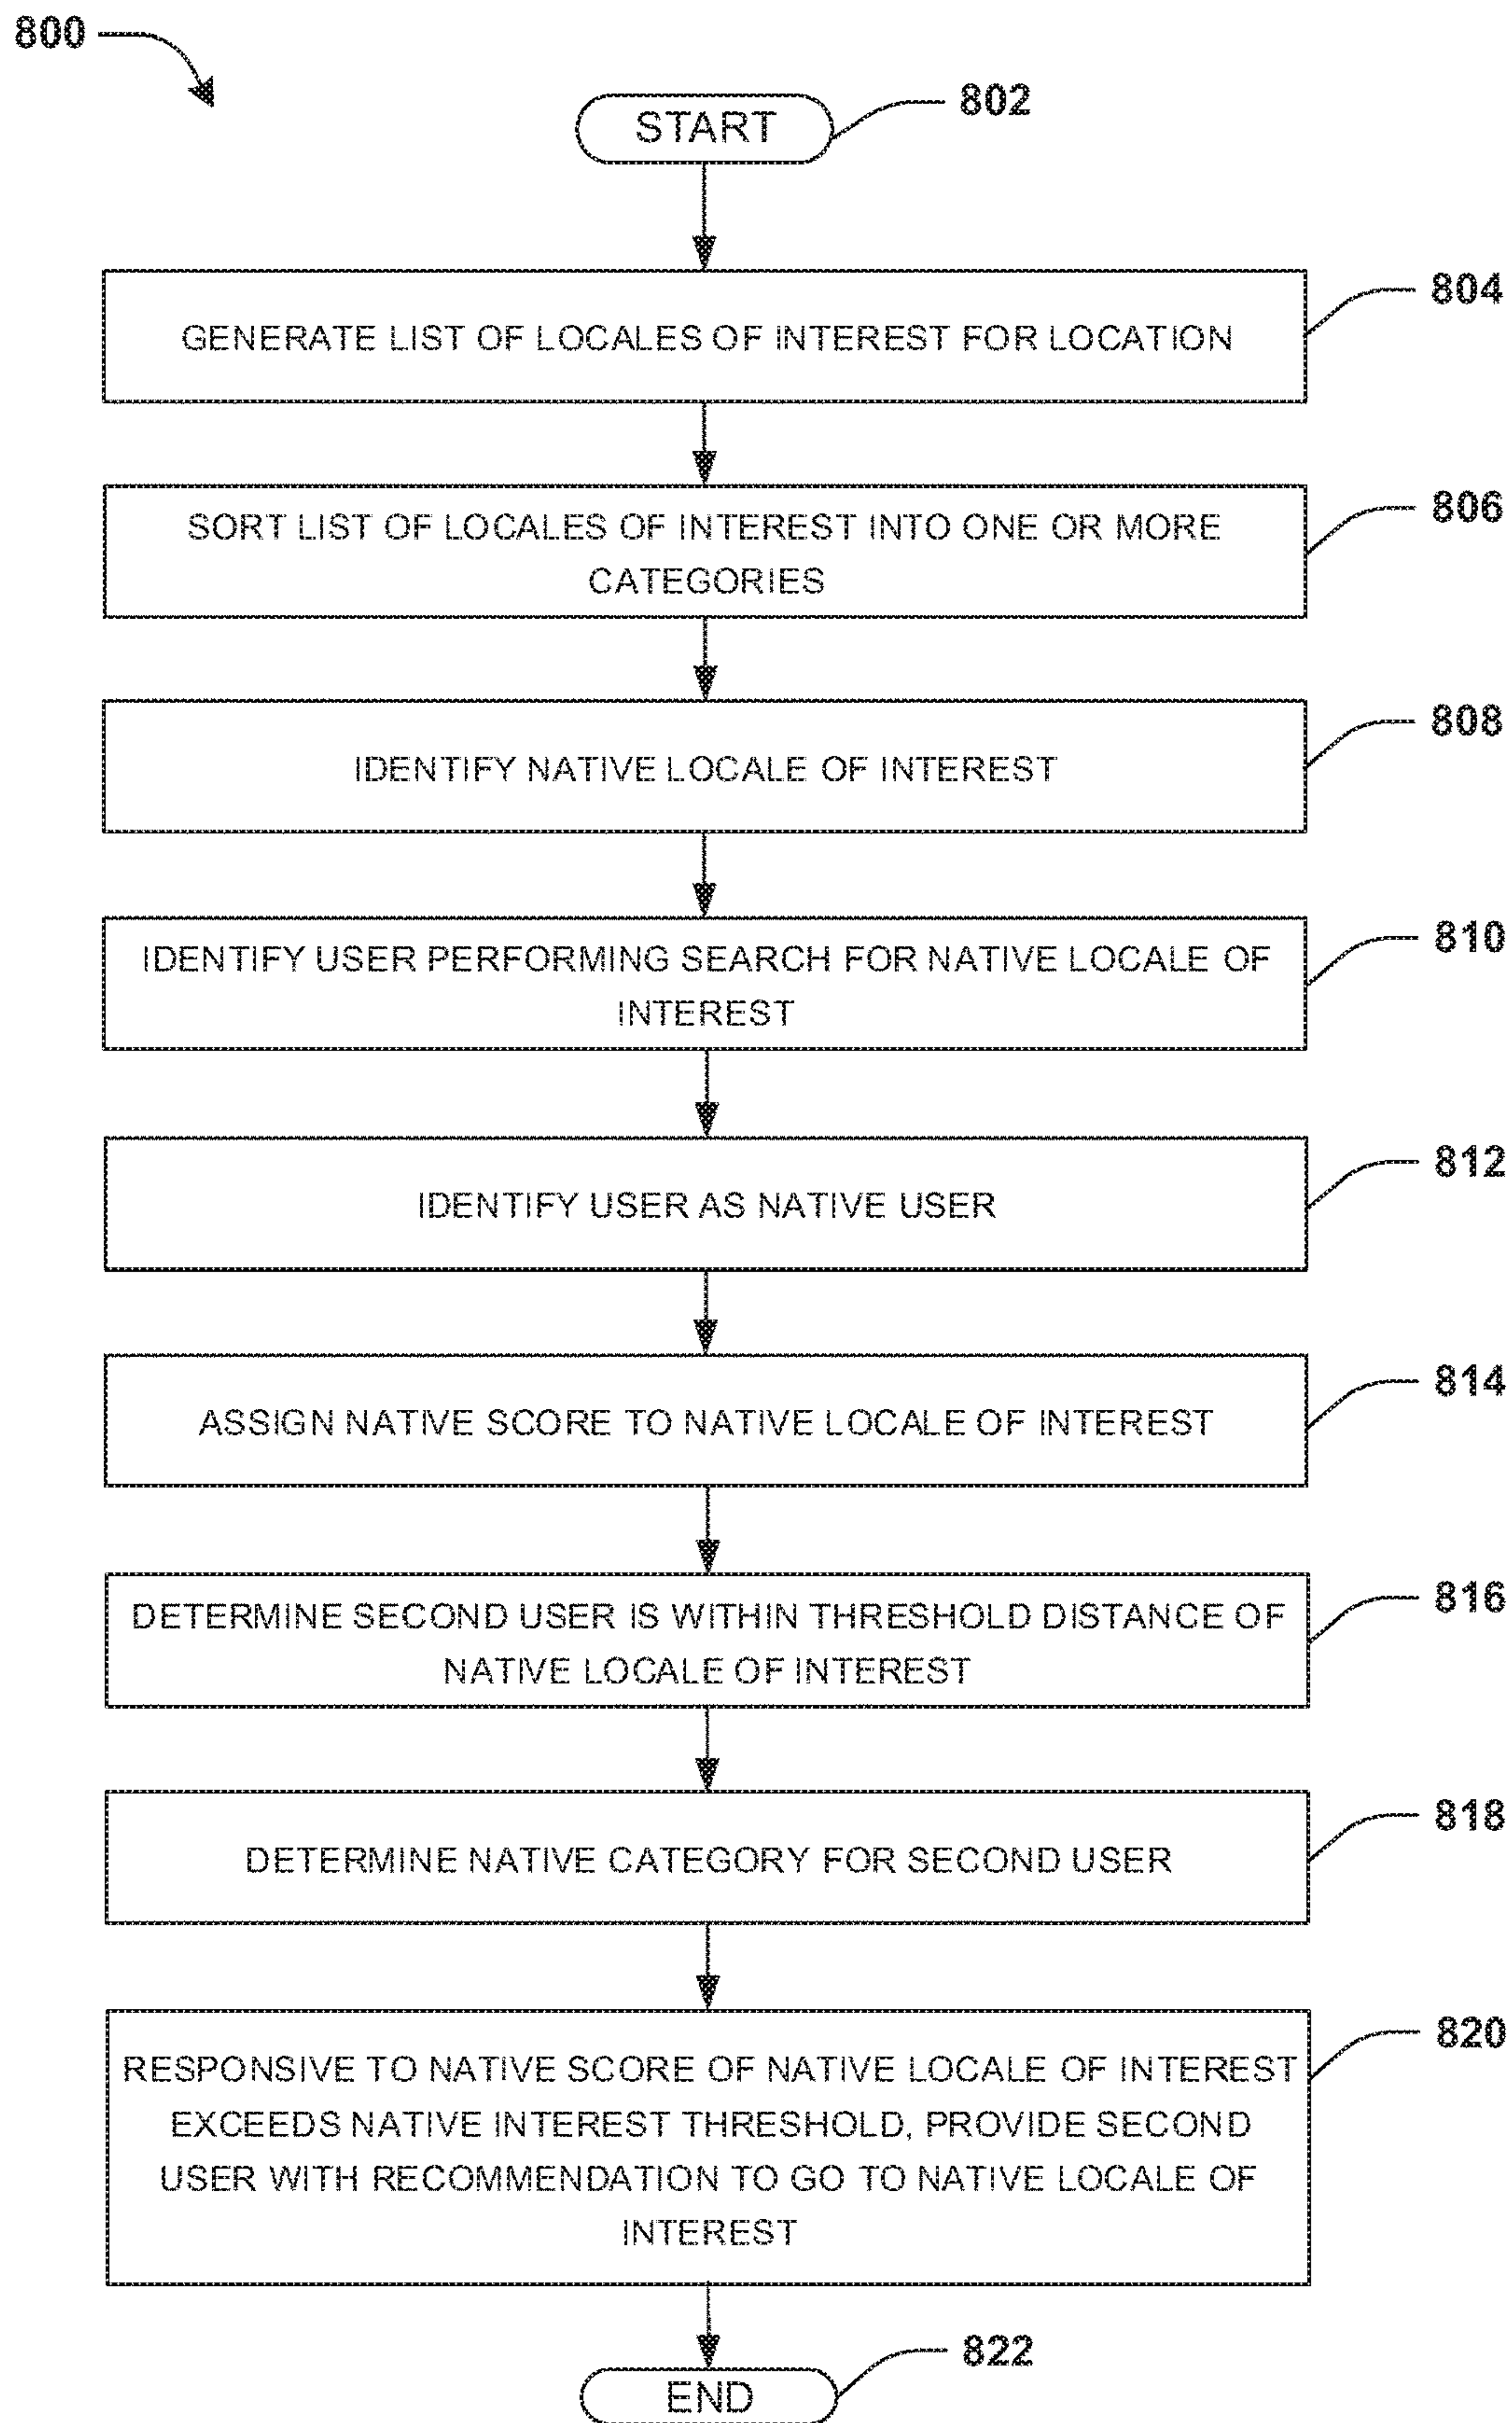 800
START
802
GENERATE LIST OF LOCALES OF INTEREST FOR LOCATION
804
SORT LIST OF LOCALES OF INTEREST INTO ONE OR MORE
CATEGORIES
806
IDENTIFY NATIVE LOCALE OF INTEREST
808
IDENTIFY USER PERFORMING SEARCH FOR NATIVE LOCALE OF
INTEREST
810
IDENTIFY USER AS NATIVE USER
812
ASSIGN NATIVE SCORE TO NATIVE LOCALE OF INTEREST
814
DETERMINE SECOND USER IS WITHIN THRESHOLD DISTANCE OF
NATIVE LOCALE OF INTEREST
816
DETERMINE NATIVE CATEGORY FOR SECOND USER
818
RESPONSIVE TO NATIVE SCORE OF NATIVE LOCALE OF INTEREST
EXCEEDS NATIVE INTEREST THRESHOLD, PROVIDE SECOND
USER WITH RECOMMENDATION TO GO TO NATIVE LOCALE OF
INTEREST
820
END
822